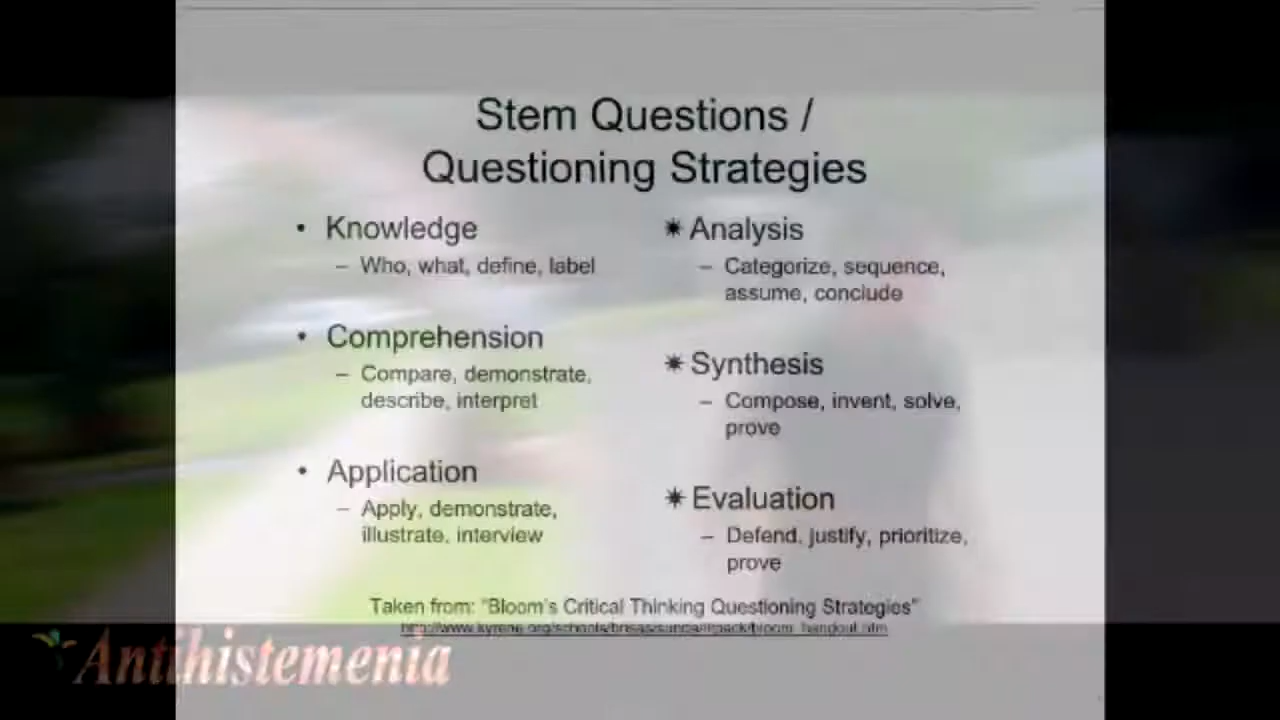 Stem Questions /
Questioning Strategies
• Knowledge
– Who, what, define, label
• Comprehension
– Compare, demonstrate,
describe, interpret
• Application
– Apply, demonstrate,
illustrate, interview
✷ Analysis
– Categorize, sequence,
assume, conclude
✷ Synthesis
– Compose, invent, solve,
prove
✷ Evaluation
– Defend, justify, prioritize,
prove
Taken from: "Bloom's Critical Thinking Questioning Strategies"
Antihistemenia